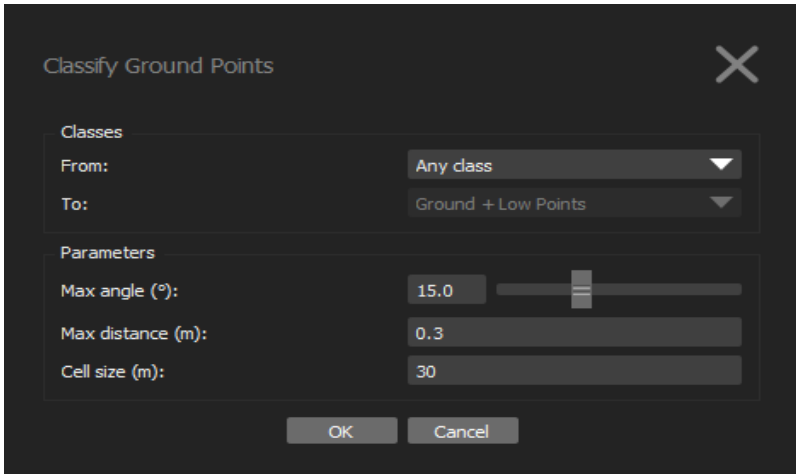 Classify Ground Points
Classes
From: Any class
To: Ground + Low Points
Parameters
Max angle (°): 15.0
Max distance (m): 0.3
Cell size (m): 30
OK Cancel